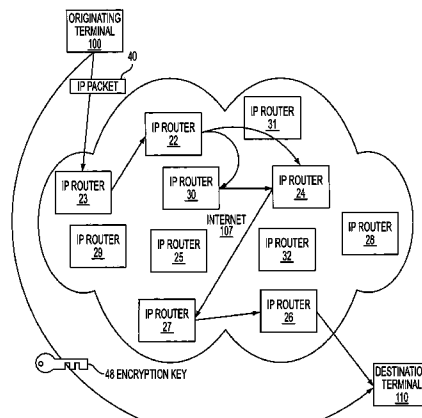 ORIGINATING
TERMINAL
100
40
IP PACKET
IP ROUTER
31
IP ROUTER
22
IP ROUTER
23
IP ROUTER
30
IP ROUTER
24
INTERNET
107
IP ROUTER
29
IP ROUTER
25
IP ROUTER
32
IP ROUTER
28
IP ROUTER
27
IP ROUTER
26
48 ENCRYPTION KEY
DESTINATION
TERMINAL
110